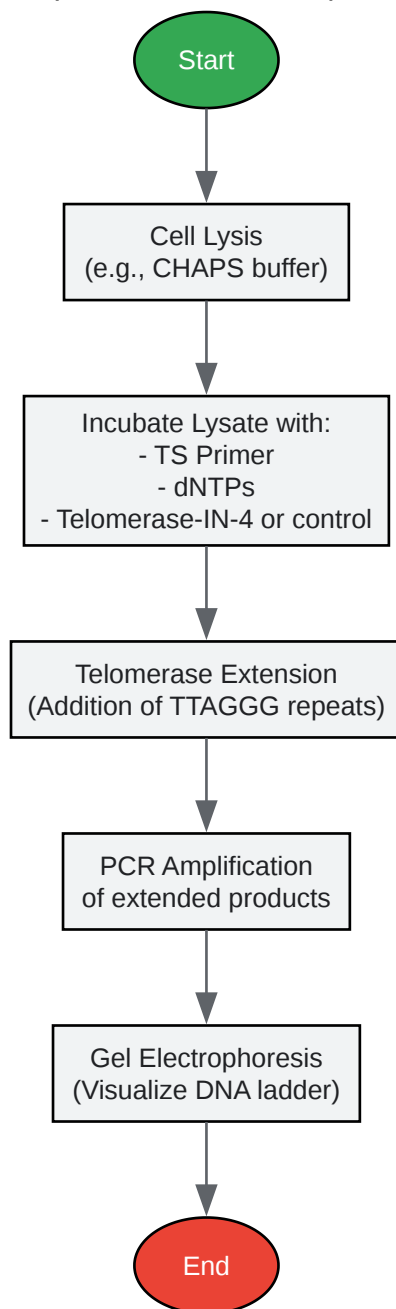 Start
Cell Lysis
(e.g., CHAPS buffer)
Incubate Lysate with:
- TS Primer
- dNTPs
- Telomerase-IN-4 or control
Telomerase Extension
(Addition of TTAGGG repeats)
PCR Amplification
of extended products
Gel Electrophoresis
(Visualize DNA ladder)
End